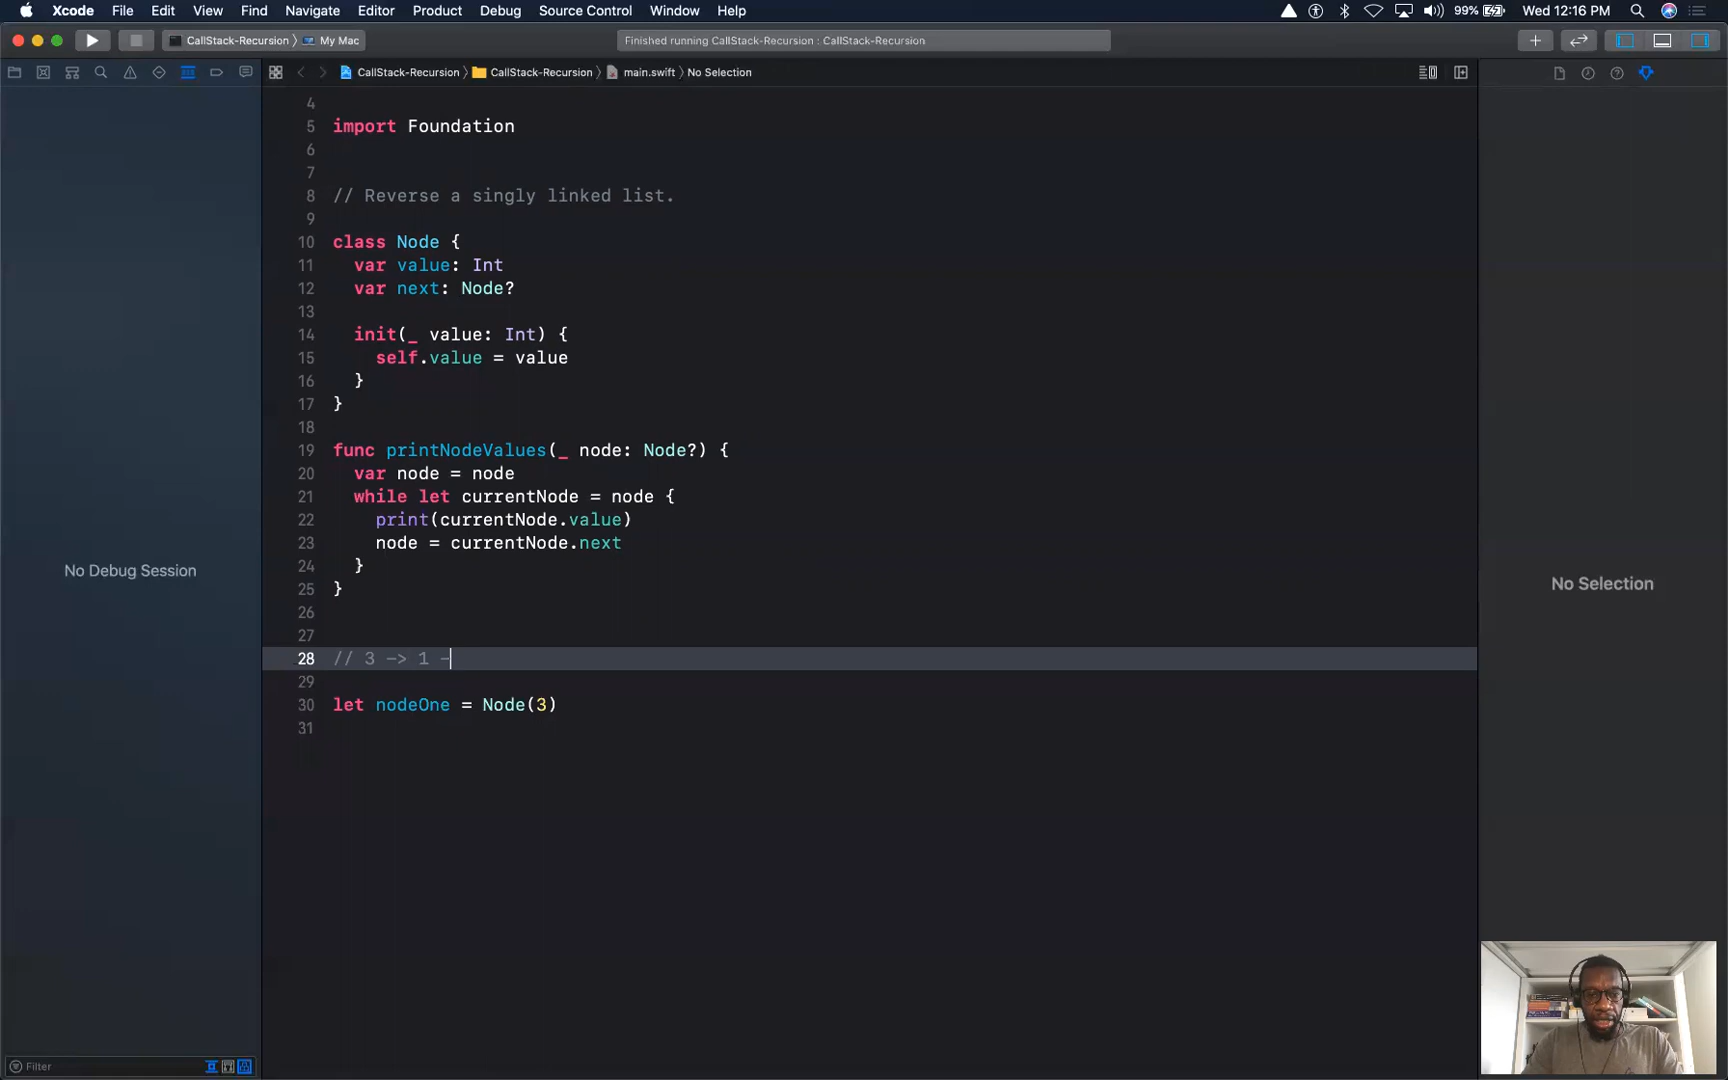 Xcode File Edit View Find Navigate Editor Product Debug Source Control Window Help 99% Wed 12:16 PM
CallStack-Recursion 〉 My Mac Finished running CallStack-Recursion : CallStack-Recursion
CallStack-Recursion 〉 CallStack-Recursion 〉 main.swift 〉 No Selection
4
5 import Foundation
6
7
8 // Reverse a singly linked list.
9
10 class Node {
11 var value: Int
12 var next: Node?
13
14 init(_ value: Int) {
15 self.value = value
16 }
17 }
18
19 func printNodeValues(_ node: Node?) {
20 var node = node
21 while let currentNode = node {
22 print(currentNode.value)
23 node = currentNode.next
24 }
25 }
26
27
28 // 3 -> 1 -
29
30 let nodeOne = Node(3)
31
No Debug Session
No Selection
Filter